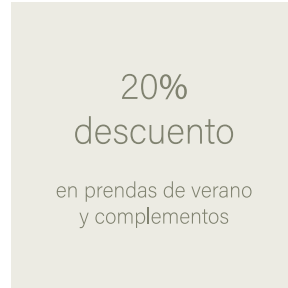 20%
descuento
en prendas de verano
y complementos